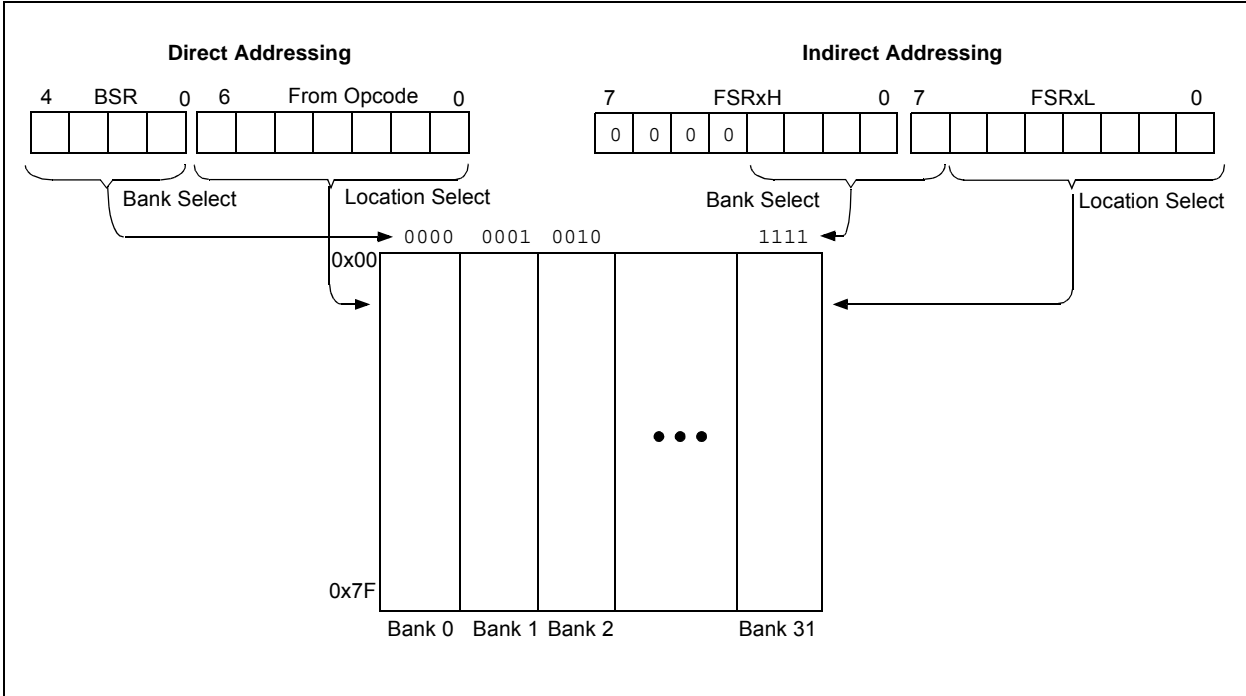 Direct Addressing
Indirect Addressing
4 BSR 0 6 From Opcode 0
7 FSRxH 0 7 FSRxL 0
0 0 0 0
Bank Select
Location Select
Bank Select
Location Select
0000 0001 0010 1111
0x00
0x7F
Bank 0 Bank 1 Bank 2 Bank 31